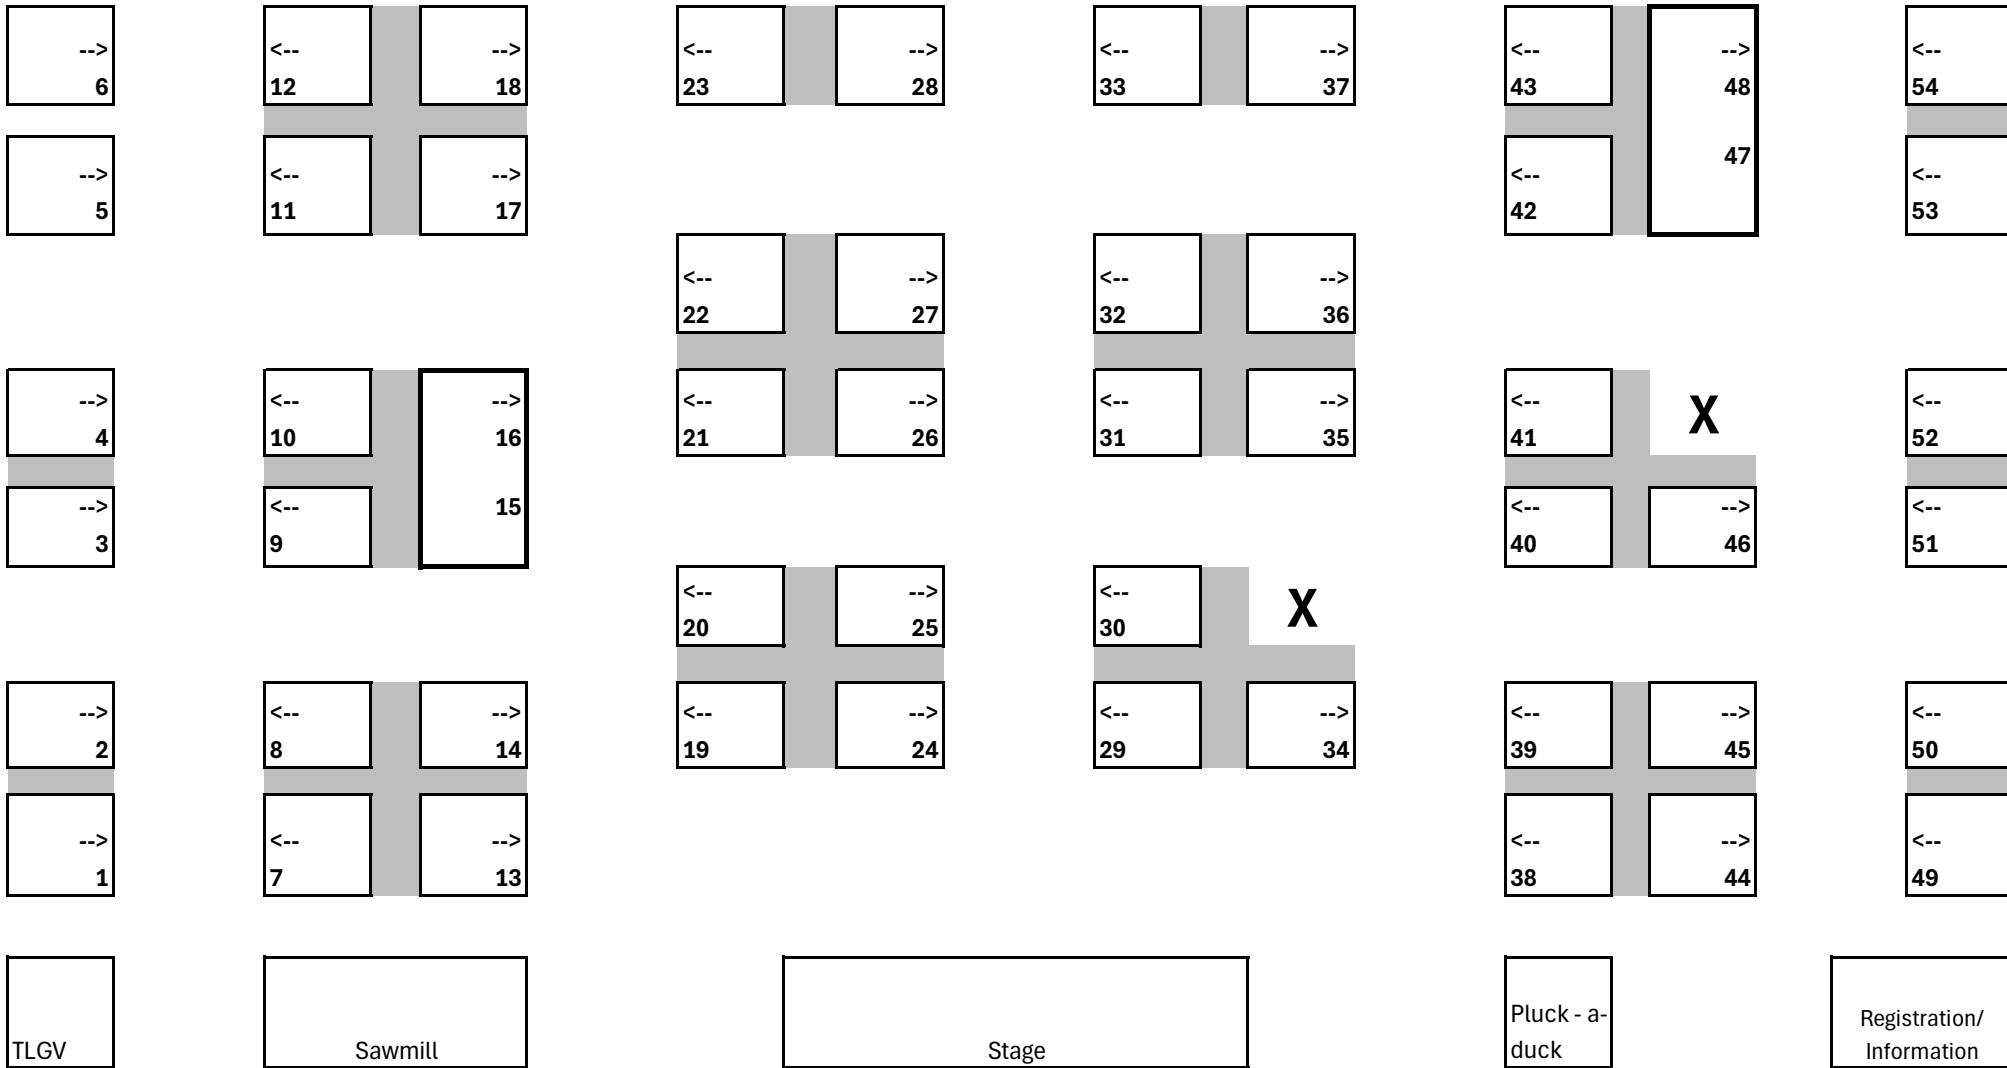 --> <-- --> <-- --> <-- --> <-- --> <--
6 12 18 23 28 33 37 43 48 54
47
--> <-- --> <-- --> <--
5 11 17 42 53
<-- --> <-- -->
22 27 32 36
--> <-- --> <-- --> <-- --> <-- X <--
4 10 16 21 26 31 35 41 52
--> <-- 15 <-- --> <--
3 9 40 46 51
<-- --> <-- X
20 25 30
--> <-- --> <-- --> <-- --> <-- --> <--
2 8 14 19 24 29 34 39 45 50
--> <-- --> <-- --> <--
1 7 13 38 44 49
TLGV
Sawmill
Stage
Pluck - a-
duck
Registration/
Information